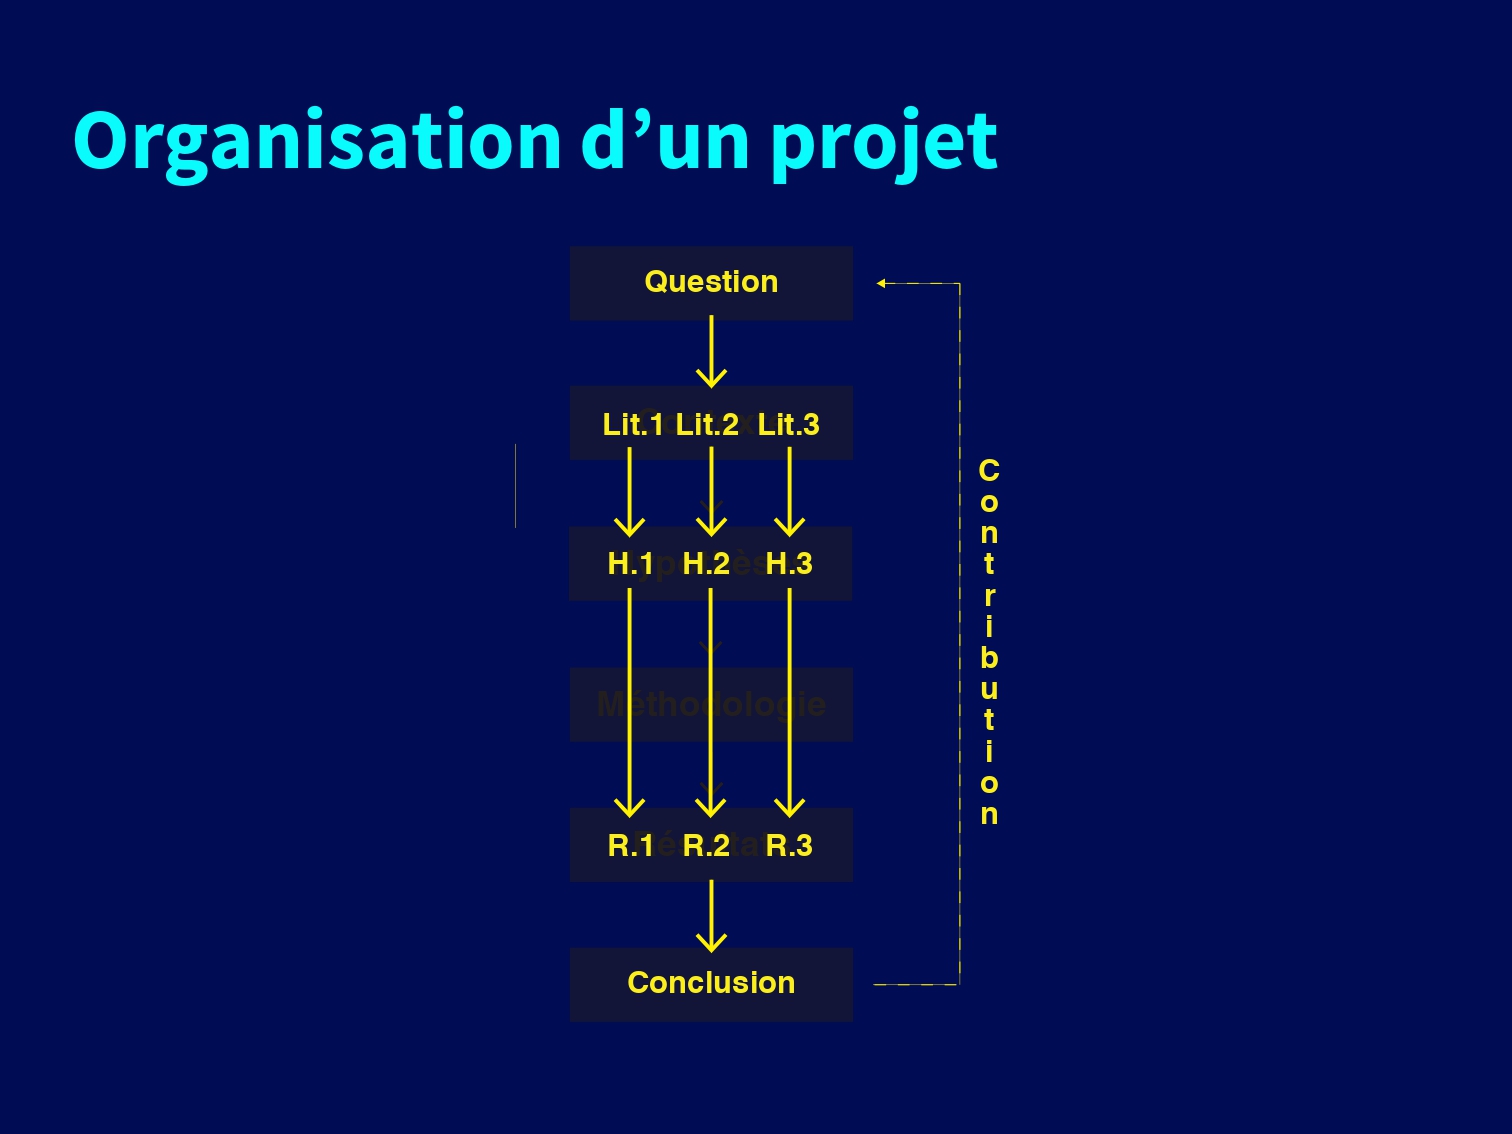 Organisation d’un projet
Question
Lit.1 Lit.2 Lit.3
H.1 H.2 H.3
Méthodologie
R.1 R.2 R.3
Conclusion
Contribution